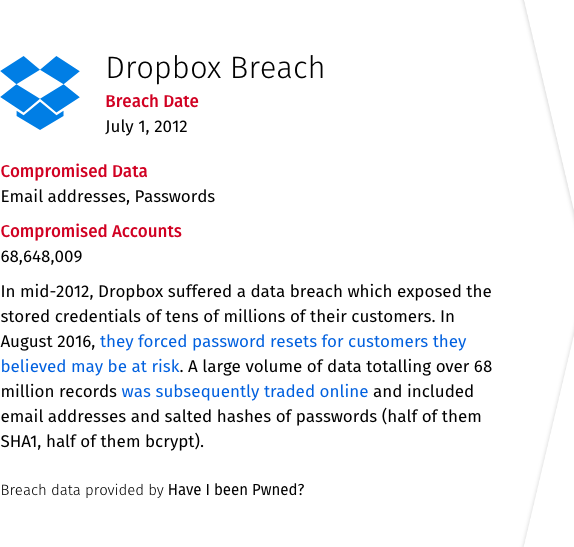 Dropbox Breach
Breach Date
July 1, 2012
Compromised Data
Email addresses, Passwords
Compromised Accounts
68,648,009
In mid-2012, Dropbox suffered a data breach which exposed the
stored credentials of tens of millions of their customers. In
August 2016, they forced password resets for customers they
believed may be at risk. A large volume of data totalling over 68
million records was subsequently traded online and included
email addresses and salted hashes of passwords (half of them
SHA1, half of them bcrypt).
Breach data provided by Have I been Pwned?